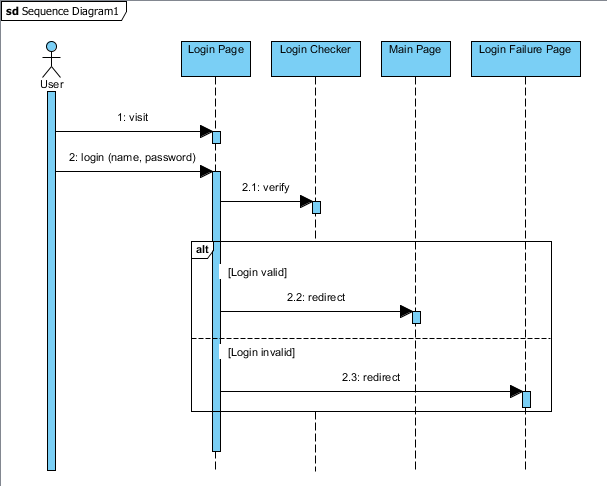 sd Sequence Diagram1
Login Page
Login Checker
Main Page
Login Failure Page
User
1: visit
2: login (name, password)
2.1: verify
alt
[Login valid]
2.2: redirect
[Login invalid]
2.3: redirect